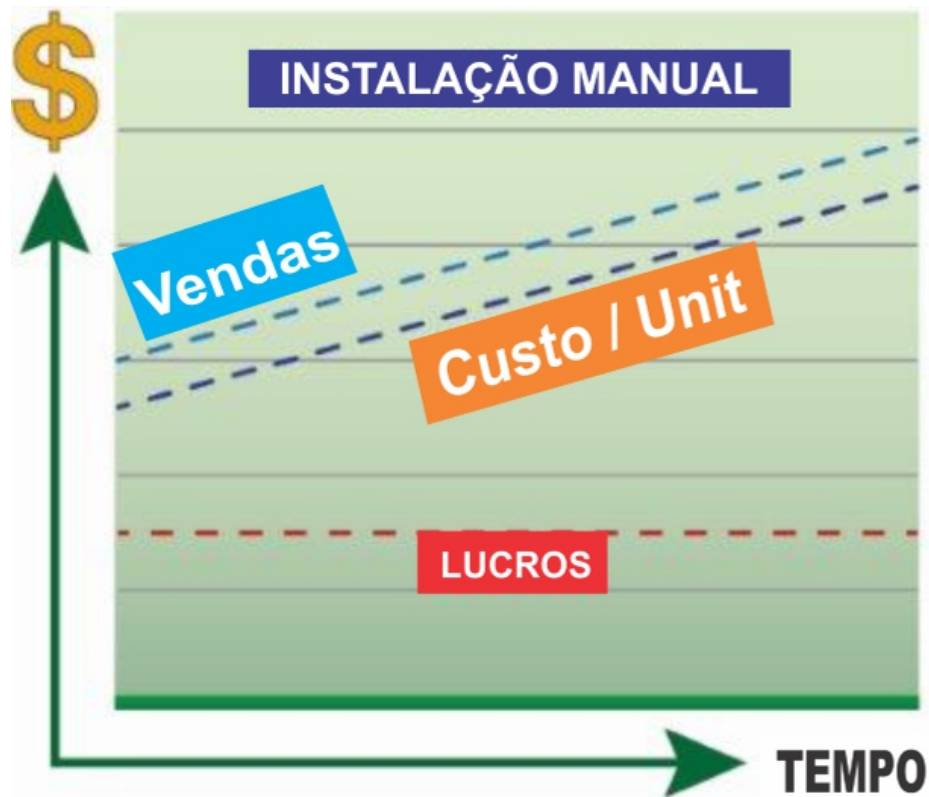 $
INSTALAÇÃO MANUAL
Vendas
Custo / Unit
LUCROS
TEMPO